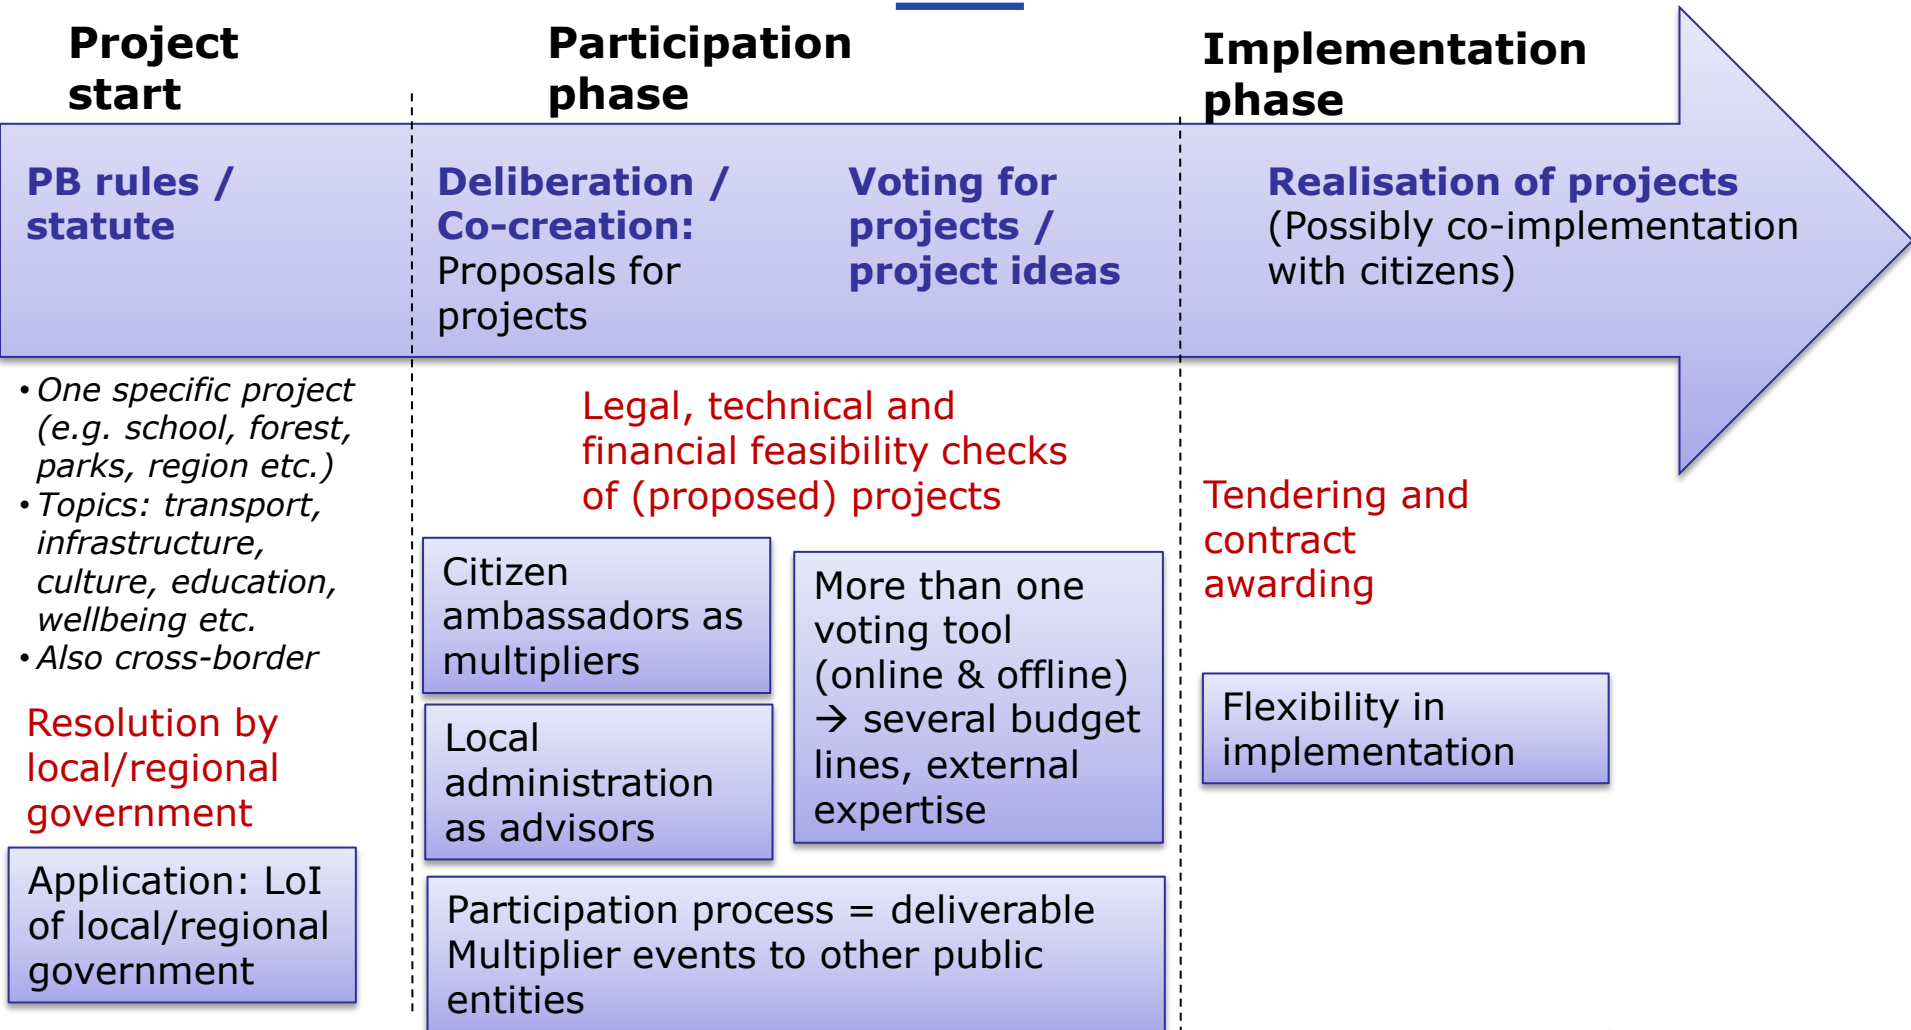 Project
start
Participation
phase
Implementation
phase
PB rules /
statute
Deliberation /
Co-creation:
Proposals for
projects
Voting for
projects /
project ideas
Realisation of projects
(Possibly co-implementation
with citizens)
• One specific project
(e.g. school, forest,
parks, region etc.)
• Topics: transport,
infrastructure,
culture, education,
wellbeing etc.
• Also cross-border
Resolution by
local/regional
government
Application: LoI
of local/regional
government
Legal, technical and
financial feasibility checks
of (proposed) projects
Citizen
ambassadors as
multipliers
Local
administration
as advisors
More than one
voting tool
(online & offline)
→ several budget
lines, external
expertise
Participation process = deliverable
Multiplier events to other public
entities
Tendering and
contract
awarding
Flexibility in
implementation